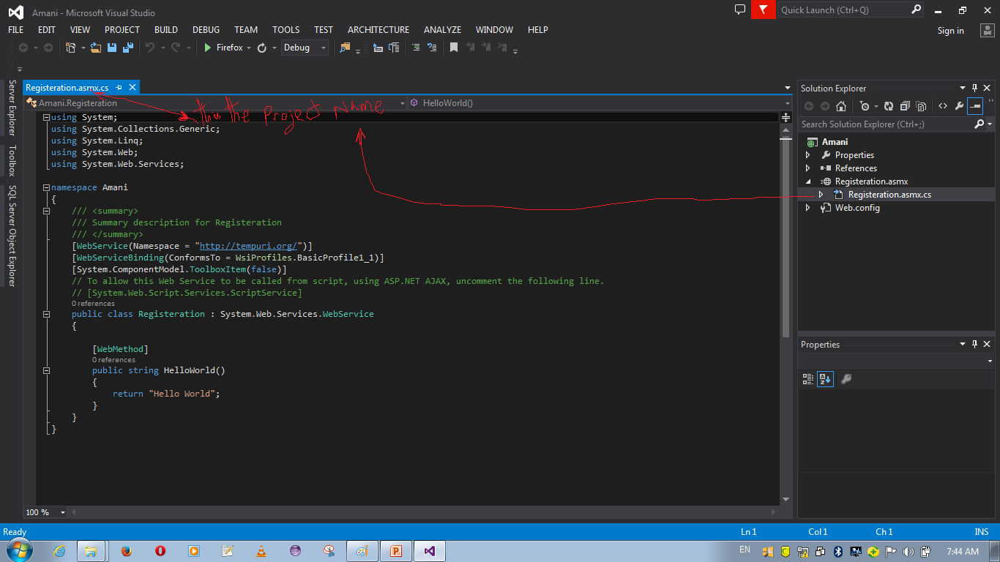 Amani - Microsoft Visual Studio
Quick Launch (Ctrl+Q)
FILE EDIT VIEW PROJECT BUILD DEBUG TEAM TOOLS TEST ARCHITECTURE ANALYZE WINDOW HELP
Sign in
Firefox Debug
Server Explorer
Toolbox
SQL Server Object Explorer
Registeration.asmx.cs
Amani.Registeration HelloWorld()
the Project Name
using System;
using System.Collections.Generic;
using System.Linq;
using System.Web;
using System.Web.Services;
namespace Amani
{
/// <summary>
/// Summary description for Registeration
/// </summary>
[WebService(Namespace = "http://tempuri.org/")]
[WebServiceBinding(ConformsTo = WsiProfiles.BasicProfile1_1)]
[System.ComponentModel.ToolboxItem(false)]
// To allow this Web Service to be called from script, using ASP.NET AJAX, uncomment the following line.
// [System.Web.Script.Services.ScriptService]
0 references
public class Registeration : System.Web.Services.WebService
{
[WebMethod]
0 references
public string HelloWorld()
{
return "Hello World";
}
}
}
100 %
Solution Explorer
Search Solution Explorer (Ctrl+;)
Amani
Properties
References
Registeration.asmx
Registeration.asmx.cs
Web.config
Properties
Ready Ln 1 Col 1 Ch 1 INS
EN 7:44 AM